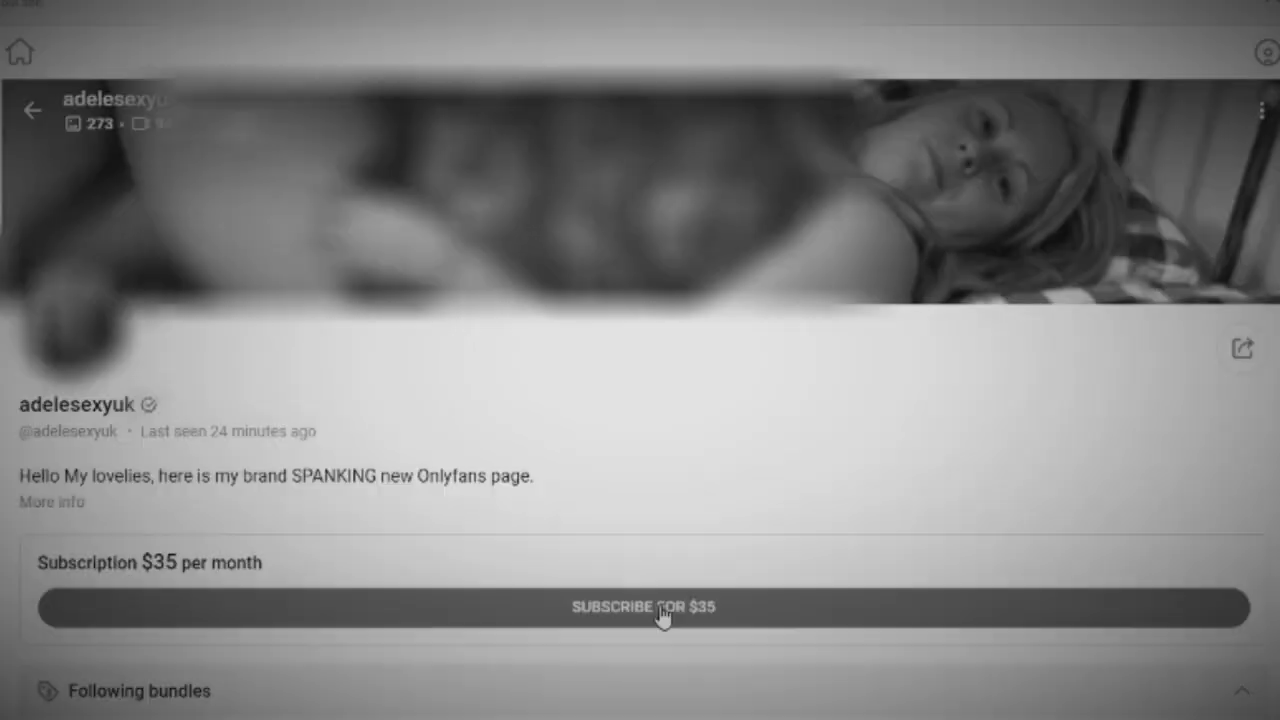 adelesexyu
273
adelesexyuk
@adelesexyuk · Last seen 24 minutes ago
Hello My lovelies, here is my brand SPANKING new Onlyfans page.
More info
Subscription $35 per month
SUBSCRIBE FOR $35
Following bundles